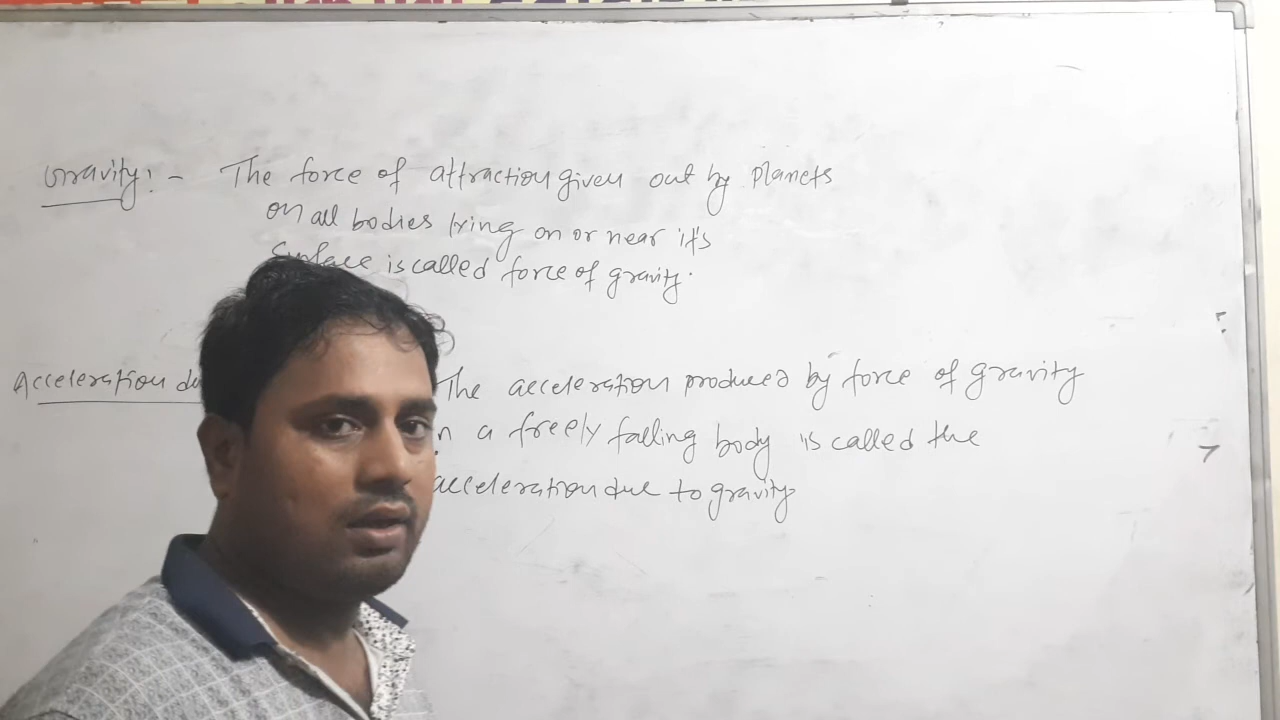 Gravity:- The force of attraction given out by planets
on all bodies lying on or near it's
Surface is called force of gravity.
Acceleration du The acceleration produced by force of gravity
n a freely falling body is called the
acceleration due to gravity